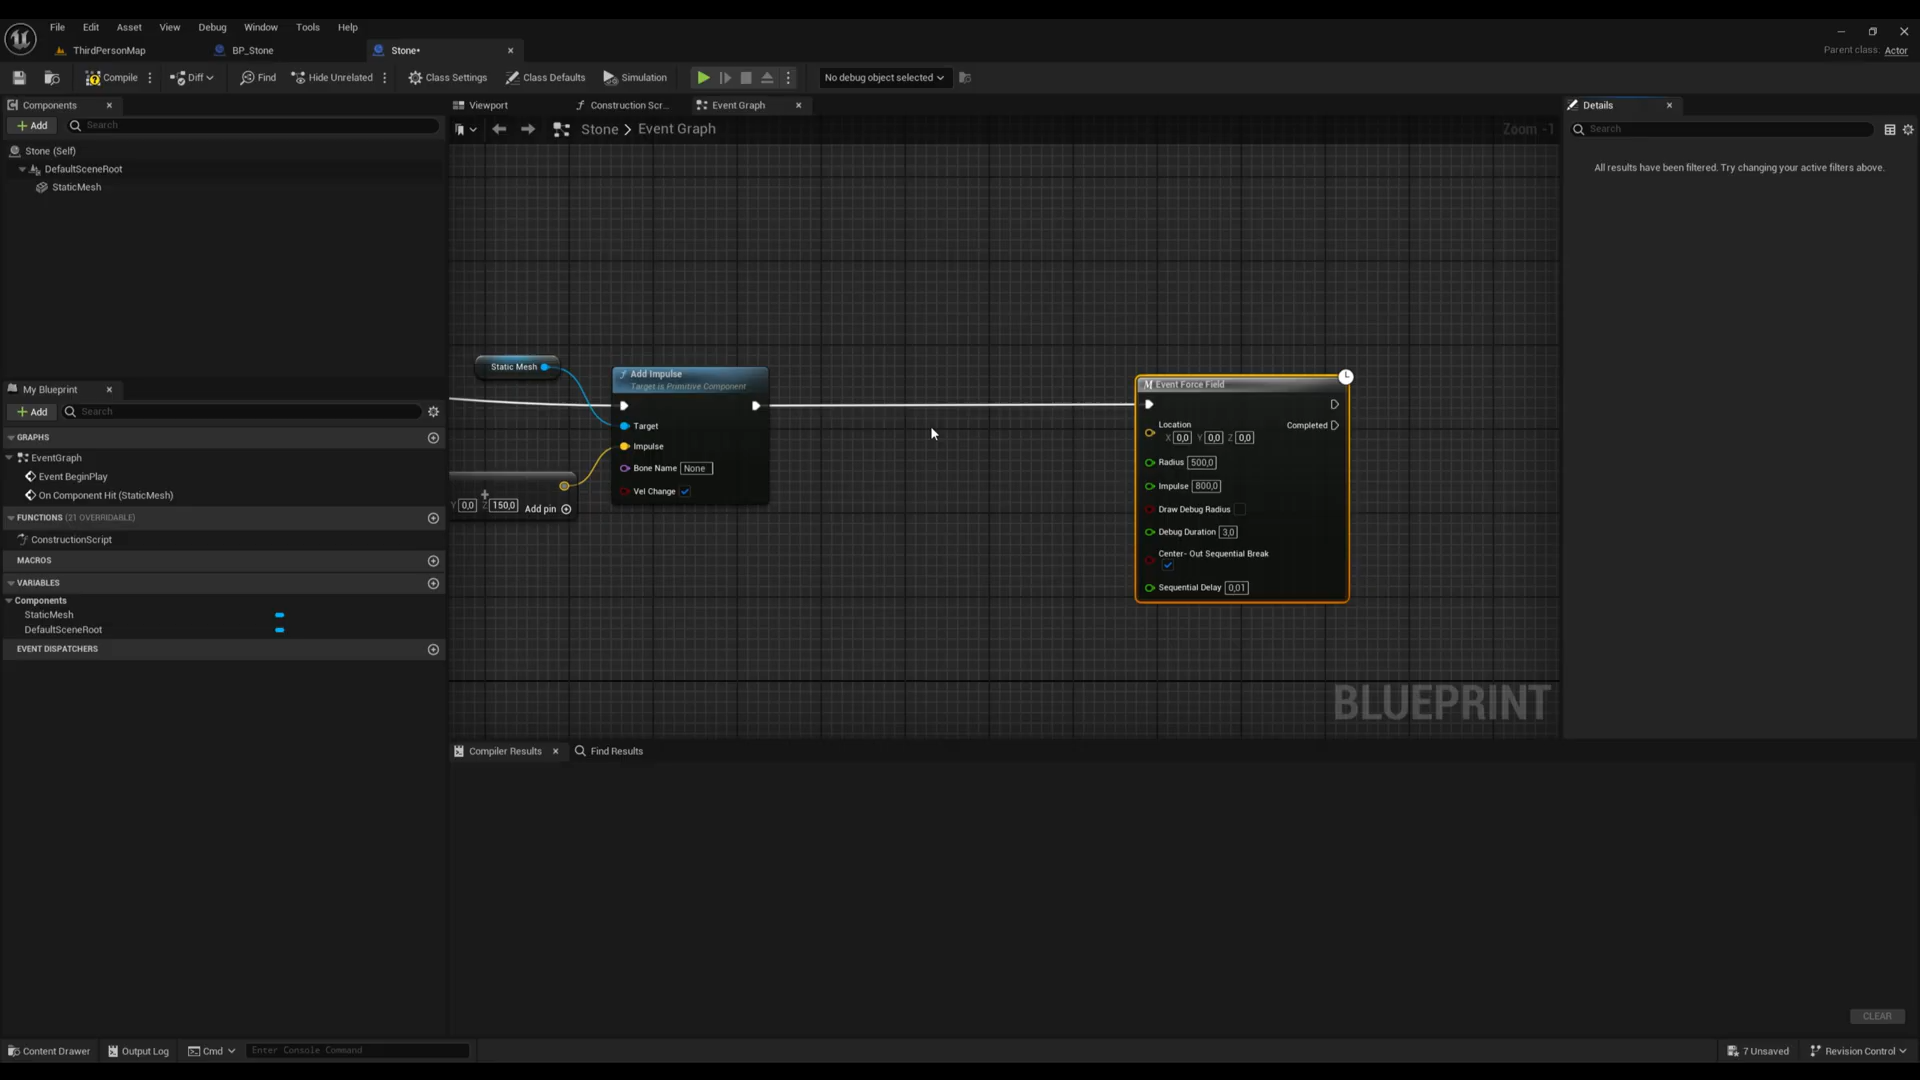 File Edit Asset View Debug Window Tools Help
ThirdPersonMap BP_Stone Stone• Parent class: Actor
Compile Diff Find Hide Unrelated Class Settings Class Defaults Simulation No debug object selected
Components Viewport Construction Scr... Event Graph Details
Add Search Stone > Event Graph Zoom -1 Search
Stone (Self)
DefaultSceneRoot
StaticMesh
All results have been filtered. Try changing your active filters above.
Static Mesh
Add Impulse
Target is Primitive Component
Target
Impulse
Bone Name None
Vel Change
Y 0,0 Z 150,0 Add pin
Event Force Field
Location
X 0,0 Y 0,0 Z 0,0
Completed
Radius 500,0
Impulse 800,0
Draw Debug Radius
Debug Duration 3,0
Center- Out Sequential Break
Sequential Delay 0,01
BLUEPRINT
My Blueprint
Add Search
GRAPHS
EventGraph
Event BeginPlay
On Component Hit (StaticMesh)
FUNCTIONS (21 OVERRIDABLE)
ConstructionScript
MACROS
VARIABLES
Components
StaticMesh
DefaultSceneRoot
EVENT DISPATCHERS
Compiler Results Find Results
CLEAR
Content Drawer Output Log Cmd Enter Console Command 7 Unsaved Revision Control